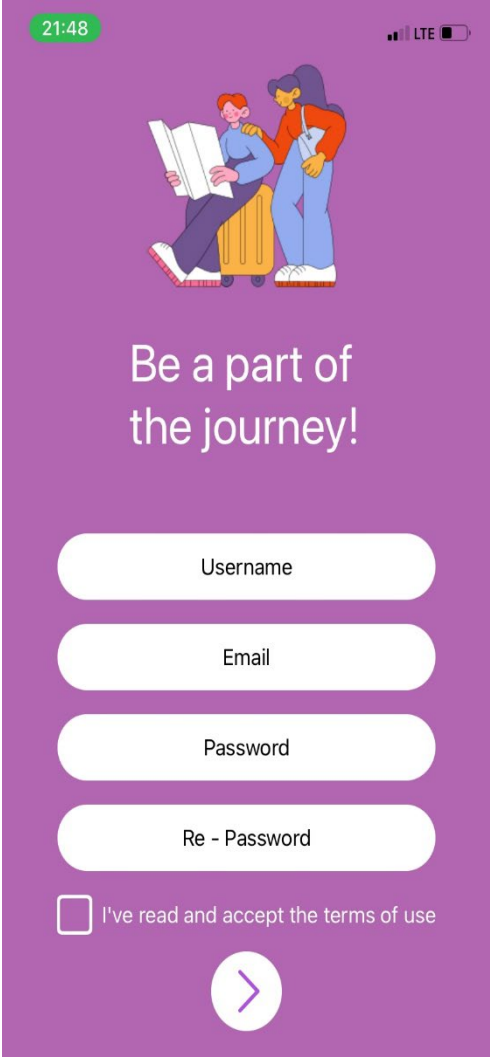 21:48
LTE
Be a part of
the journey!
Username
Email
Password
Re - Password
I've read and accept the terms of use